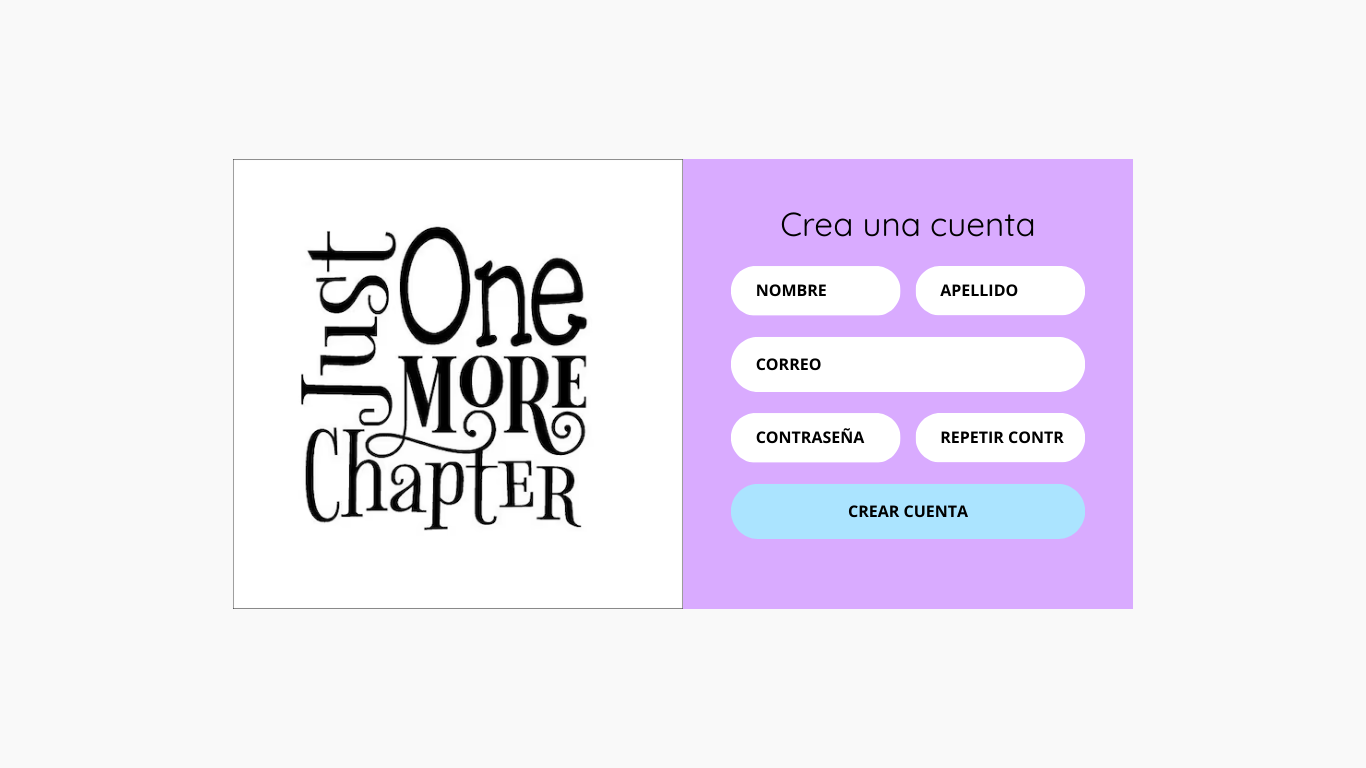 Just
One
MORE
ChaptER
Crea una cuenta
NOMBRE
APELLIDO
CORREO
CONTRASEÑA
REPETIR CONTR
CREAR CUENTA